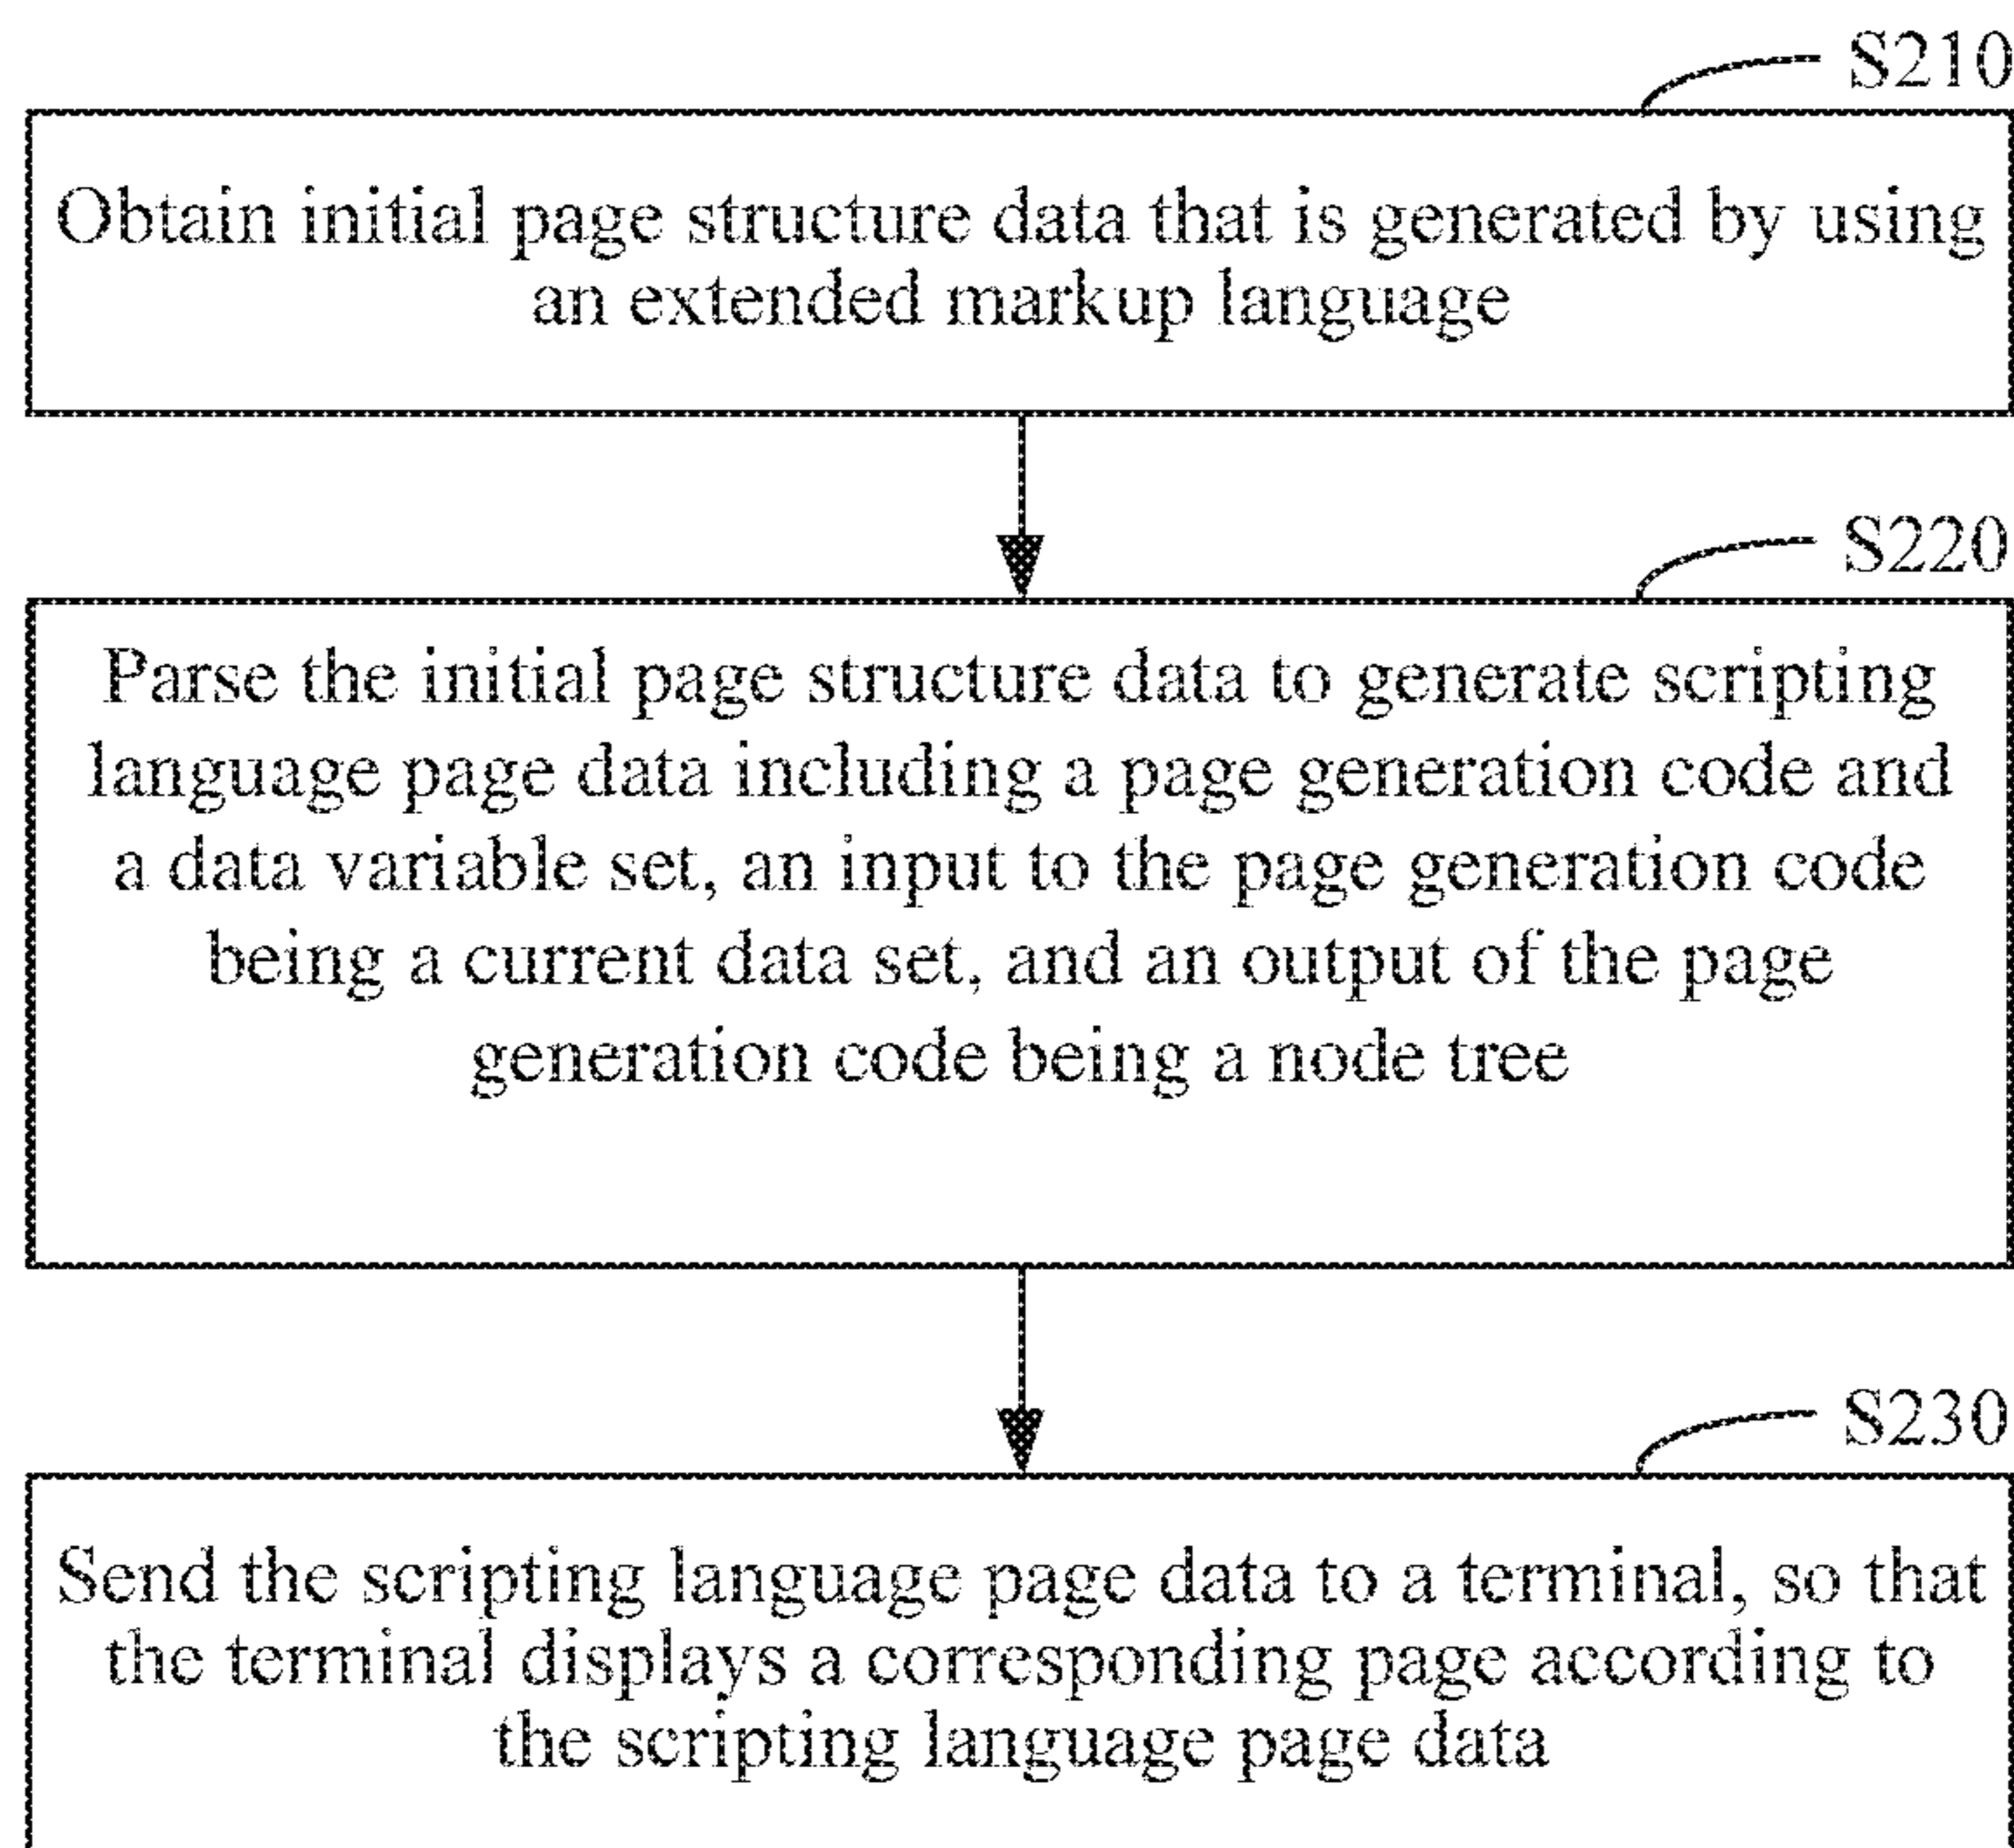 S210
Obtain initial page structure data that is generated by using
an extended markup language
S220
Parse the initial page structure data to generate scripting
language page data including a page generation code and
a data variable set, an input to the page generation code
being a current data set, and an output of the page
generation code being a node tree
S230
Send the scripting language page data to a terminal, so that
the terminal displays a corresponding page according to
the scripting language page data